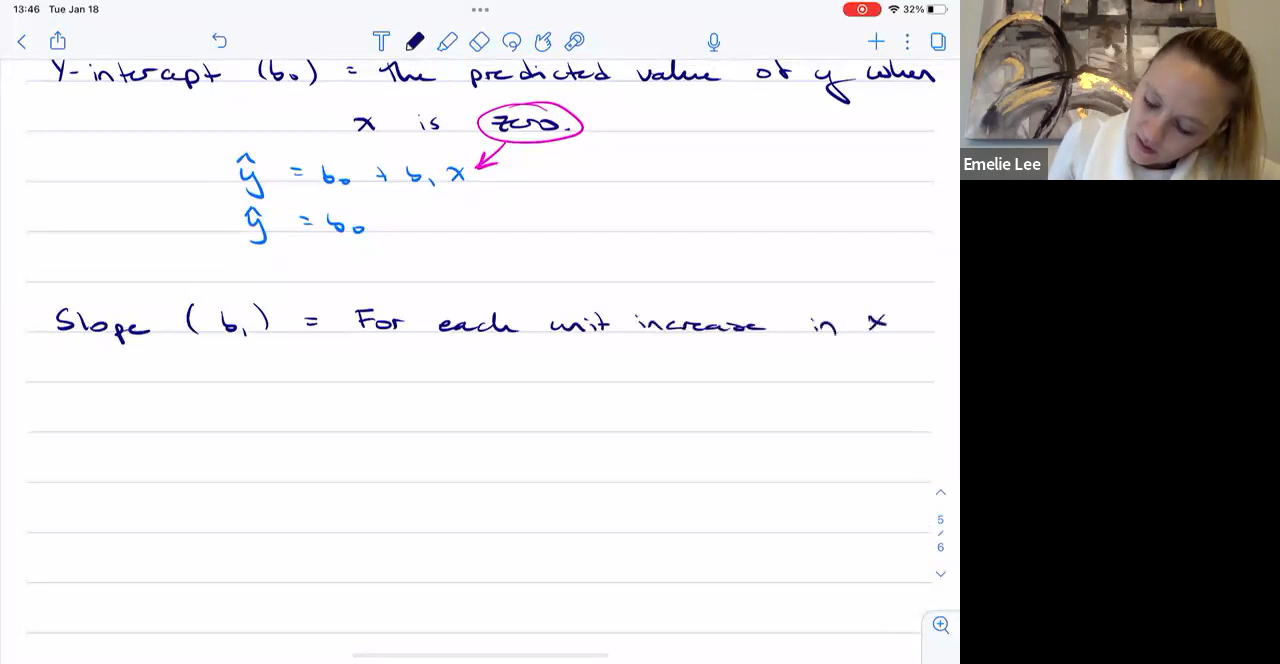 13:46 Tue Jan 18
32%
Y-intercept (b₀) = the predicted value of y when
x is zero.
ŷ = b₀ + b₁ x
ŷ = b₀
Slope (b₁) = For each unit increase in x
5
6
Emelie Lee